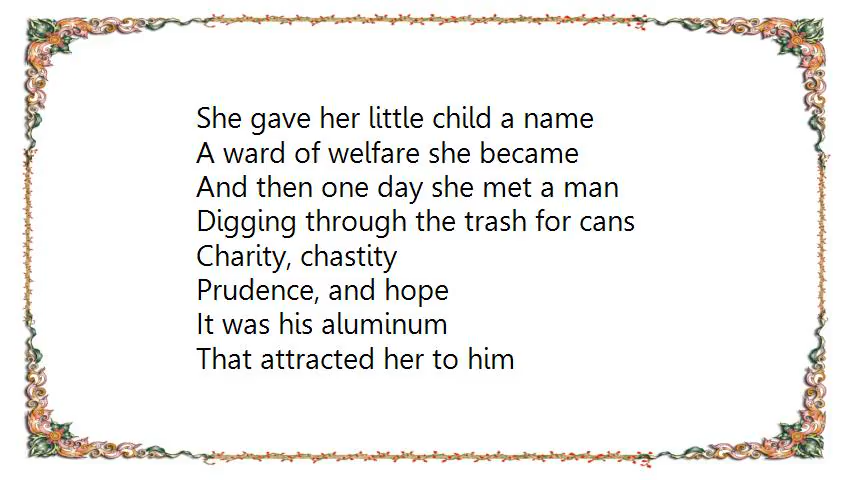 She gave her little child a name
A ward of welfare she became
And then one day she met a man
Digging through the trash for cans
Charity, chastity
Prudence, and hope
It was his aluminum
That attracted her to him